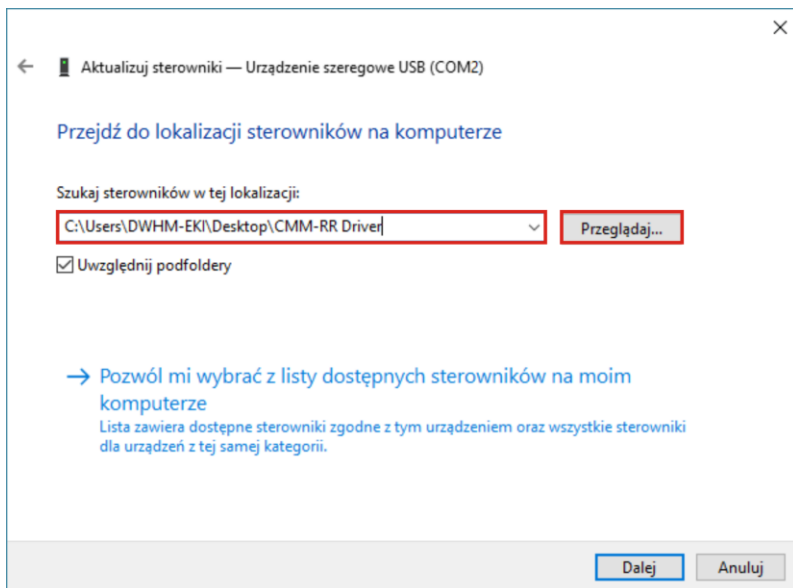 Aktualizuj sterowniki — Urządzenie szeregowe USB (COM2)
Przejdź do lokalizacji sterowników na komputerze
Szukaj sterowników w tej lokalizacji:
C:\Users\DWHM-EKI\Desktop\CMM-RR Driver
Przeglądaj...
Uwzględnij podfoldery
Pozwól mi wybrać z listy dostępnych sterowników na moim
komputerze
Lista zawiera dostępne sterowniki zgodne z tym urządzeniem oraz wszystkie sterowniki
dla urządzeń z tej samej kategorii.
Dalej
Anuluj